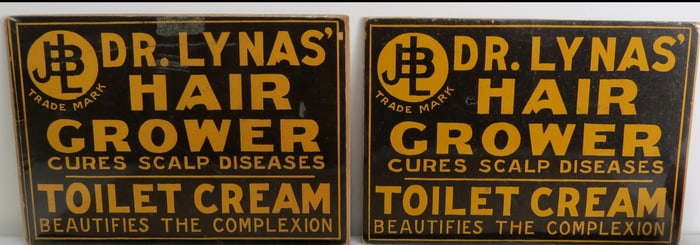 JBL
DR. LYNAS'
TRADE MARK
HAIR
GROWER
CURES SCALP DISEASES
TOILET CREAM
BEAUTIFIES THE COMPLEXION
JBL
DR. LYNAS'
TRADE MARK
HAIR
GROWER
CURES SCALP DISEASES
TOILET CREAM
BEAUTIFIES THE COMPLEXION